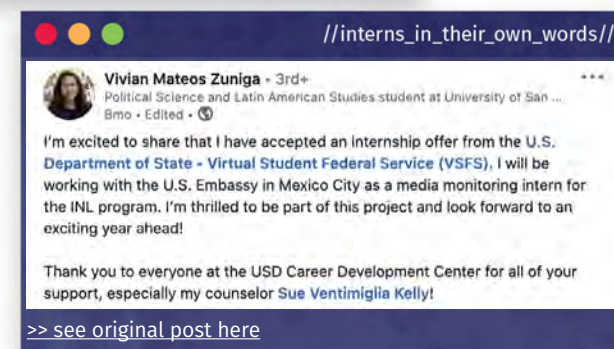 //interns_in_their_own_words//
Vivian Mateos Zuniga • 3rd+
Political Science and Latin American Studies student at University of San ...
8mo • Edited •
I'm excited to share that I have accepted an internship offer from the U.S.
Department of State - Virtual Student Federal Service (VSFS). I will be
working with the U.S. Embassy in Mexico City as a media monitoring intern for
the INL program. I'm thrilled to be part of this project and look forward to an
exciting year ahead!
Thank you to everyone at the USD Career Development Center for all of your
support, especially my counselor Sue Ventimiglia Kelly!
>> see original post here